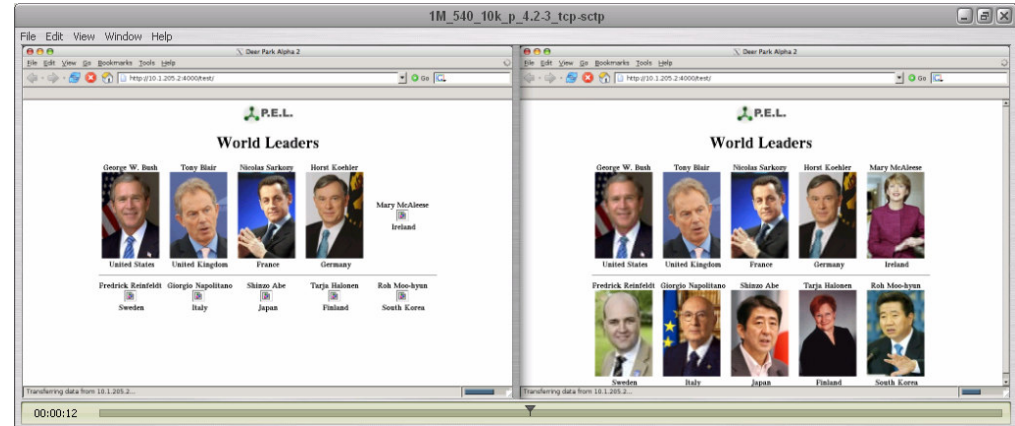 1M_540_10k_p_4.2-3_tcp-sctp
File Edit View Window Help
Deer Park Alpha 2
File Edit View Go Bookmarks Tools Help
http://10.1.205.2:4000/test/
Go
P.E.L.
World Leaders
George W. Bush Tony Blair Nicolas Sarkozy Horst Koehler
Mary McAleese
Ireland
United States United Kingdom France Germany
Fredrick Reinfeldt Giorgio Napolitano Shinzo Abe Tarja Halonen Roh Moo-hyun
Sweden Italy Japan Finland South Korea
Transferring data from 10.1.205.2...
Deer Park Alpha 2
File Edit View Go Bookmarks Tools Help
http://10.1.205.2:4000/test/
Go
P.E.L.
World Leaders
George W. Bush Tony Blair Nicolas Sarkozy Horst Koehler Mary McAleese
United States United Kingdom France Germany Ireland
Fredrick Reinfeldt Giorgio Napolitano Shinzo Abe Tarja Halonen Roh Moo-hyun
Sweden Italy Japan Finland South Korea
Transferring data from 10.1.205.2...
00:00:12